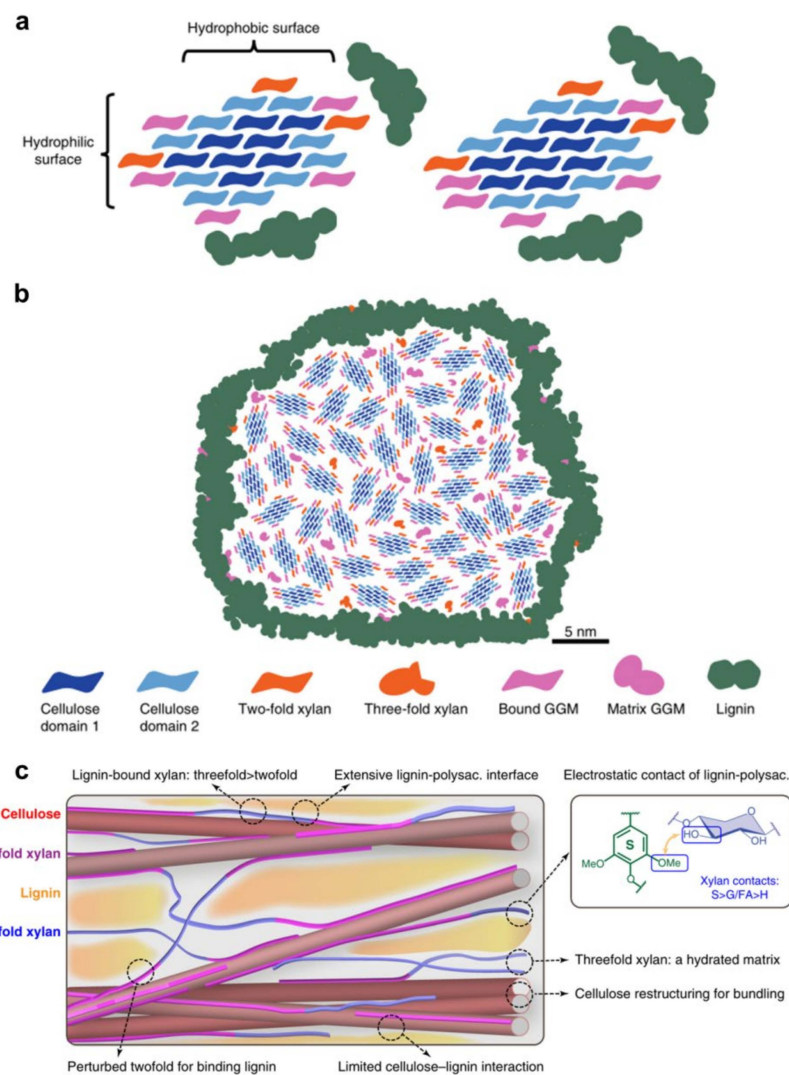 a
Hydrophobic surface
Hydrophilic
surface
b
5 nm
Cellulose
domain 1
Cellulose
domain 2
Two-fold xylan
Three-fold xylan
Bound GGM
Matrix GGM
Lignin
c
Lignin-bound xylan: threefold>twofold
Extensive lignin-polysac. interface
Electrostatic contact of lignin-polysac.
Cellulose
fold xylan
Lignin
fold xylan
S
MeO
OMe
O
O
O
HO
OH
Xylan contacts:
S>G/FA>H
Threefold xylan: a hydrated matrix
Cellulose restructuring for bundling
Perturbed twofold for binding lignin
Limited cellulose–lignin interaction